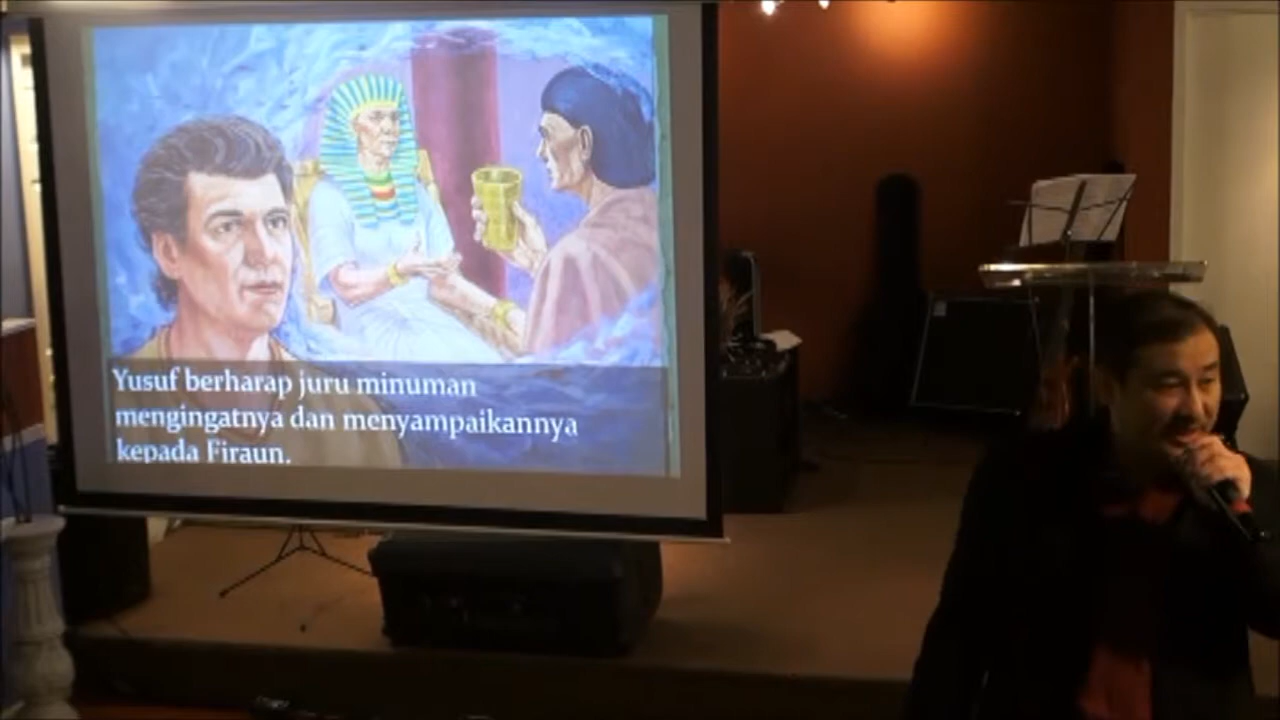 Yusuf berharap juru minuman
mengingatnya dan menyampaikannya
kepada Firaun.